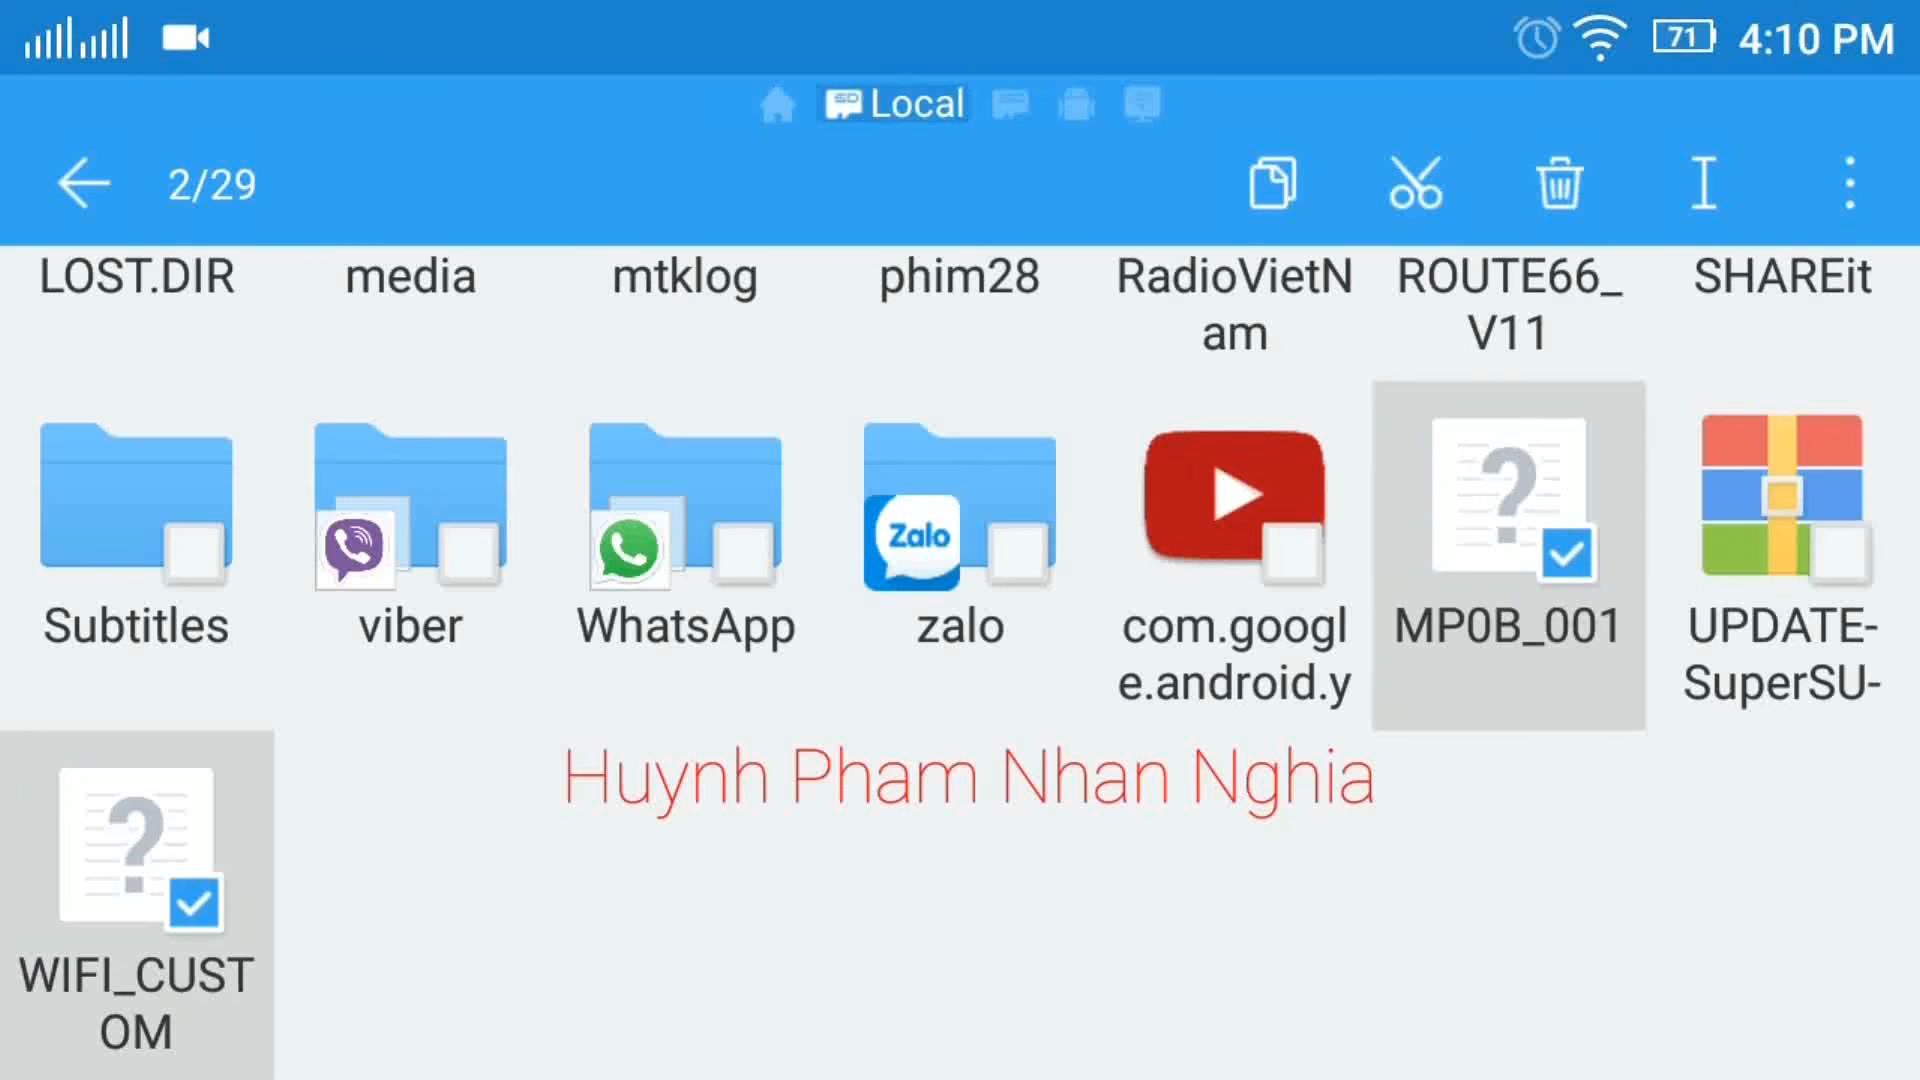 71 4:10 PM
SD Local
2/29
LOST.DIR media mtklog phim28 RadioVietN ROUTE66_ SHAREit
am V11
Zalo
Subtitles viber WhatsApp zalo com.googl MP0B_001 UPDATE-
e.android.y SuperSU-
Huynh Pham Nhan Nghia
WIFI_CUST
OM